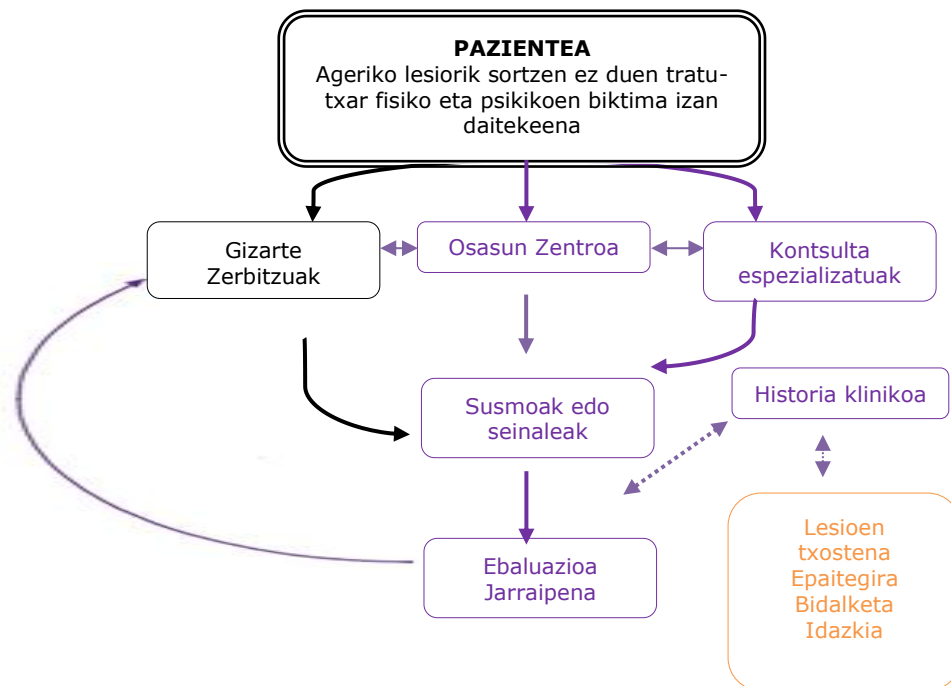 PAZIENTEA
Ageriko lesiorik sortzen ez duen tratu-
txar fisiko eta psikikoen biktima izan
daitekeena
Gizarte
Zerbitzuak
Osasun Zentroa
Kontsulta
espezializatuak
Susmoak edo
seinaleak
Historia klinikoa
Ebaluazioa
Jarraipena
Lesioen
txostena
Epaitegira
Bidalketa
Idazkia